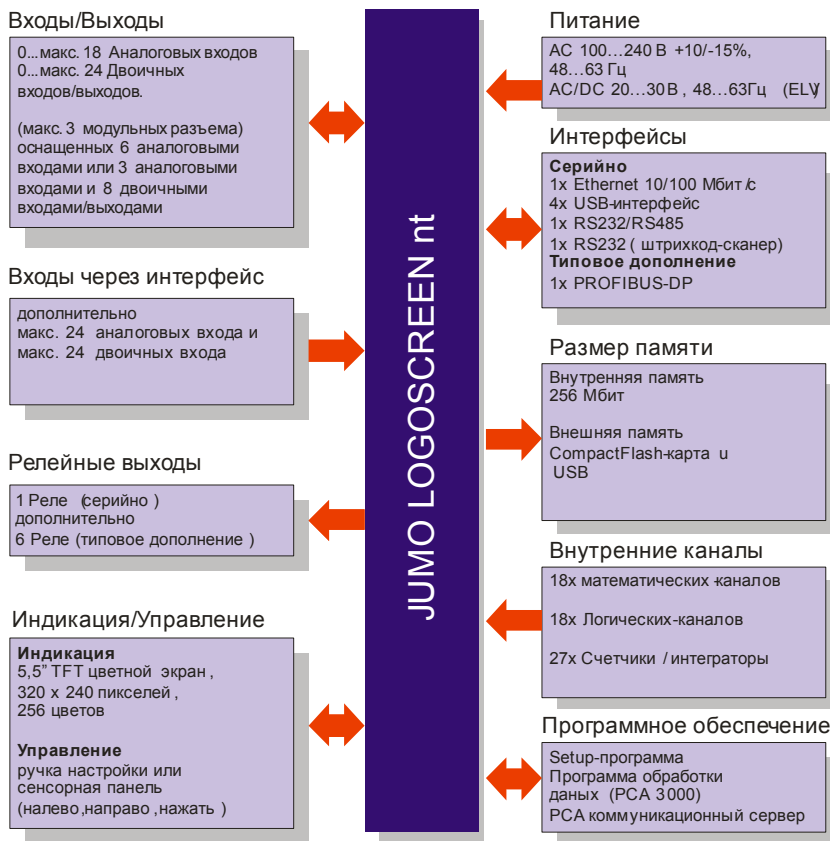 Входы/Выходы
0...макс. 18 Аналоговых входов
0...макс. 24 Двоичных
входов/выходов.
(макс. 3 модульных разъема)
оснащенных 6 аналоговыми
входами или 3 аналоговыми
входами и 8 двоичными
входами/выходами
Входы через интерфейс
дополнительно
макс. 24 аналоговых входа и
макс. 24 двоичных входа
Релейные выходы
1 Реле (серийно )
дополнительно
6 Реле (типовое дополнение )
Индикация/Управление
Индикация
5,5” TFT цветной экран ,
320 x 240 пикселей ,
256 цветов
Управление
ручка настройки или
сенсорная панель
(налево ,направо ,нажать )
JUMO LOGOSCREEN nt
Питание
AC 100...240 В +10/-15%,
48...63 Гц
AC/DC 20...30 В , 48...63Гц (ELV)
Интерфейсы
Серийно
1x Ethernet 10/100 Мбит/с
4x USB-интерфейс
1x RS232/RS485
1x RS232 ( штрихкод-сканер)
Типовое дополнение
1x PROFIBUS-DP
Размер памяти
Внутренняя память
256 Мбит
Внешняя память
CompactFlash-карта u
USB
Внутренние каналы
18x математических -каналов
18x Логических-каналов
27x Счетчики / интеграторы
Программное обеспечение
Setup-программа
Программа обработки
даных (PCA 3000)
PCA коммуникационный сервер